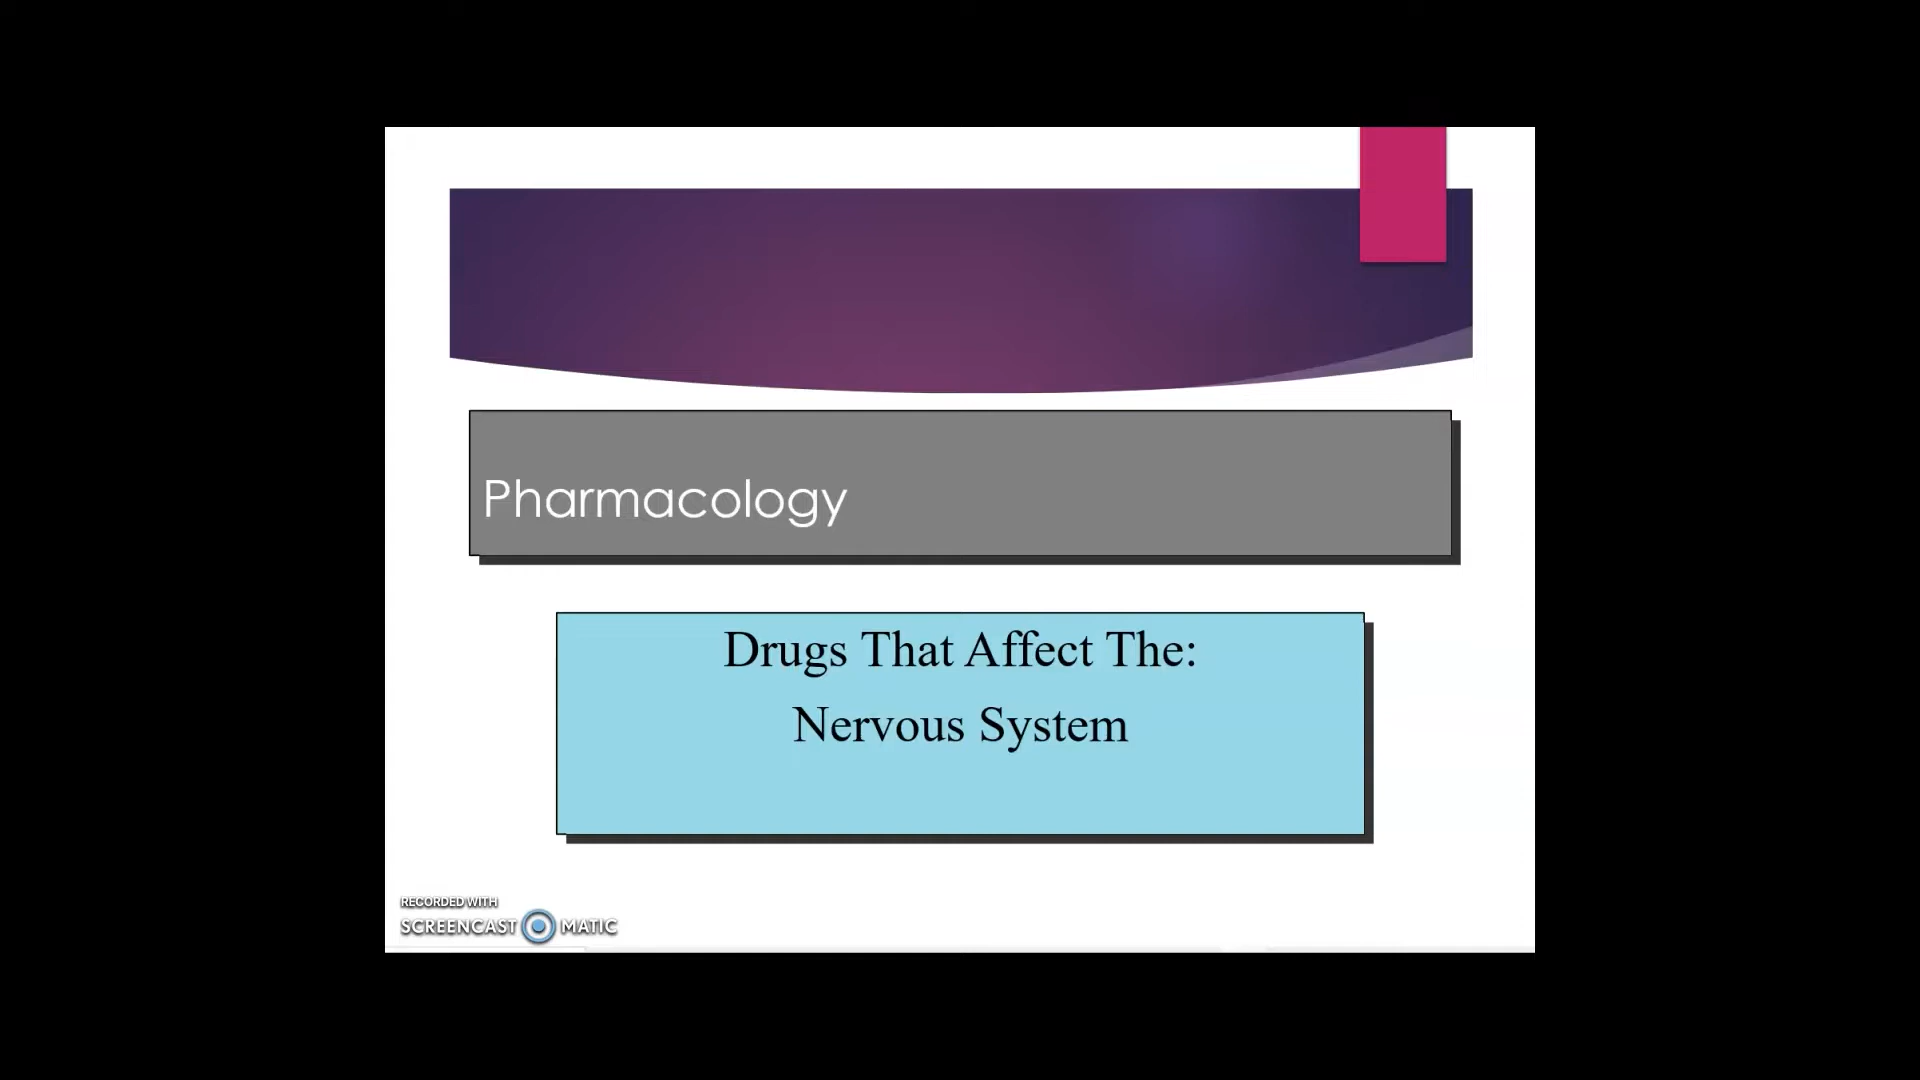 Pharmacology
Drugs That Affect The:
Nervous System
RECORDED WITH
SCREENCAST MATIC